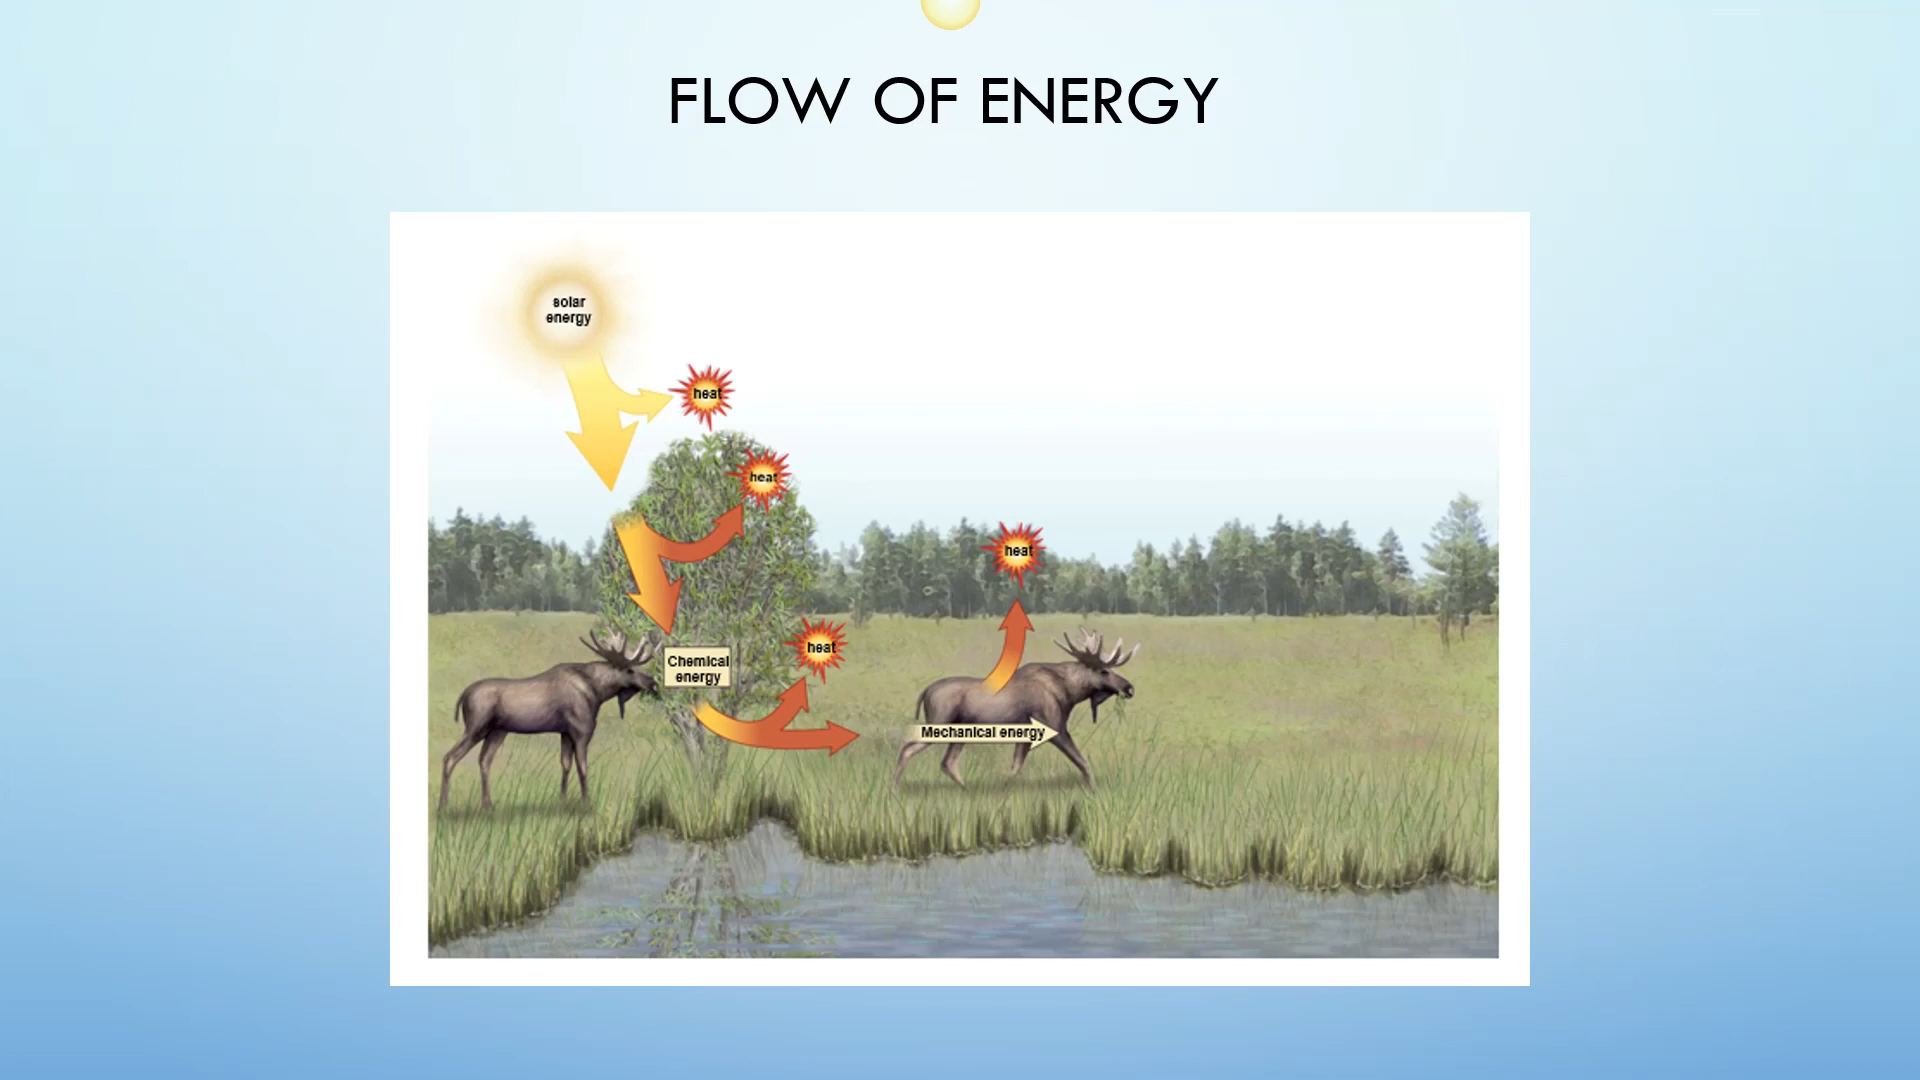 FLOW OF ENERGY
solar
energy
heat
heat
heat
Chemical
energy
heat
Mechanical energy